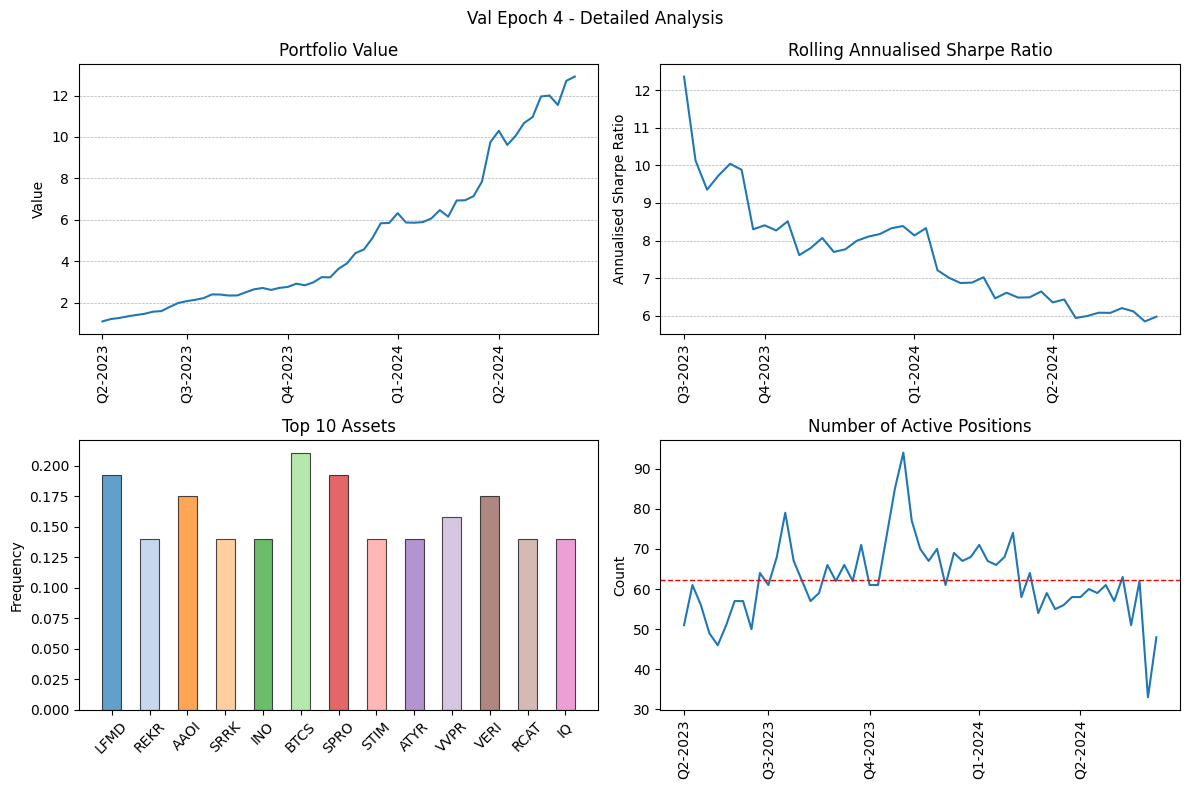 Val Epoch 4 - Detailed Analysis
Portfolio Value
Value
12
10
8
6
4
2
Q2-2023
Q3-2023
Q4-2023
Q1-2024
Q2-2024
Rolling Annualised Sharpe Ratio
Annualised Sharpe Ratio
12
11
10
9
8
7
6
Q3-2023
Q4-2023
Q1-2024
Q2-2024
Top 10 Assets
Frequency
0.200
0.175
0.150
0.125
0.100
0.075
0.050
0.025
0.000
LFMD
REKR
AAOI
SRRK
INO
BTCS
SPRO
STIM
ATYR
VVPR
VERI
RCAT
IQ
Number of Active Positions
Count
90
80
70
60
50
40
30
Q2-2023
Q3-2023
Q4-2023
Q1-2024
Q2-2024